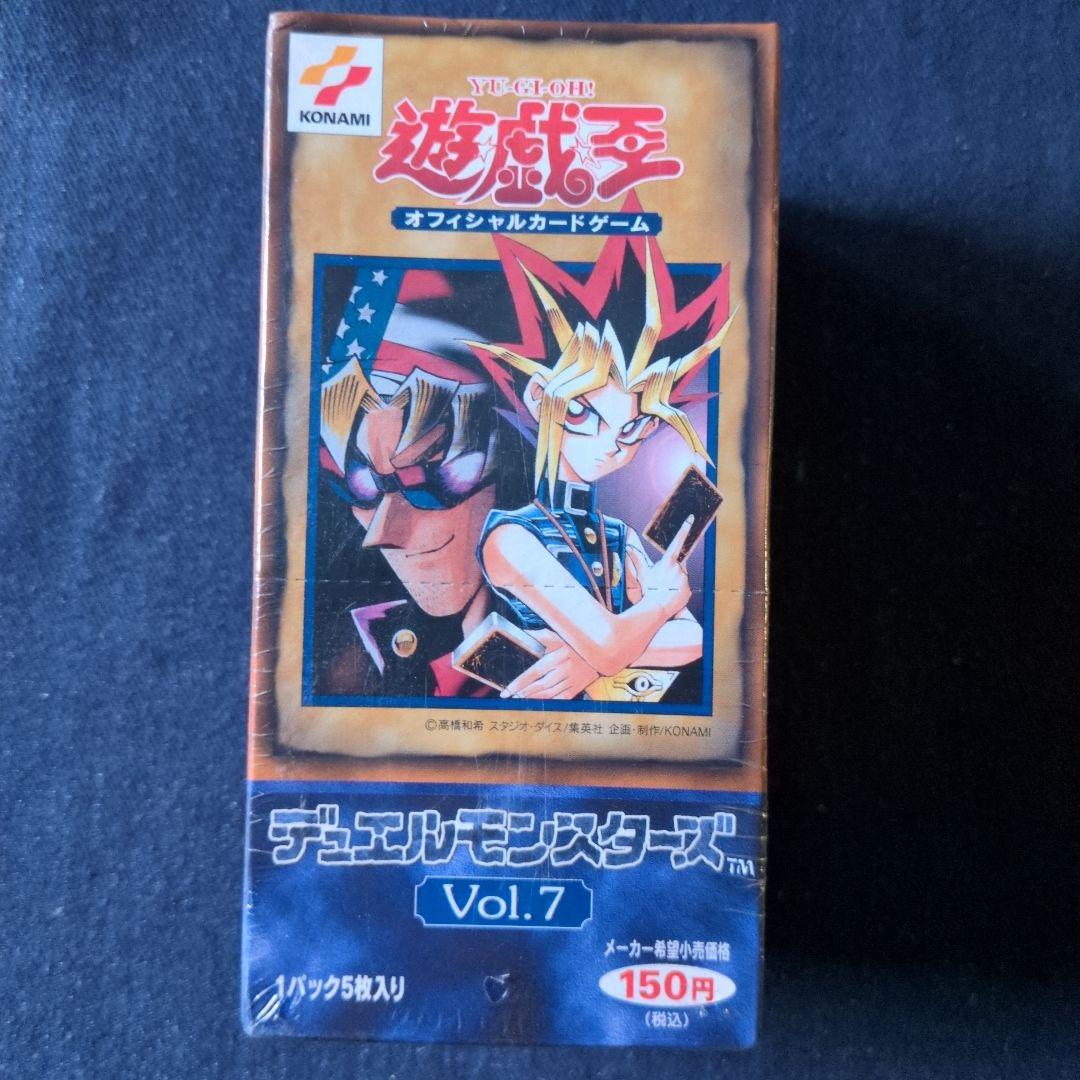 KONAMI
YU-GI-OH!
遊戯王
オフィシャルカードゲーム
©高橋和希 スタジオ・ダイス/集英社 企画・制作/KONAMI
デュエルモンスターズ™
Vol.7
メーカー希望小売価格
1パック5枚入り
150円
(税込)